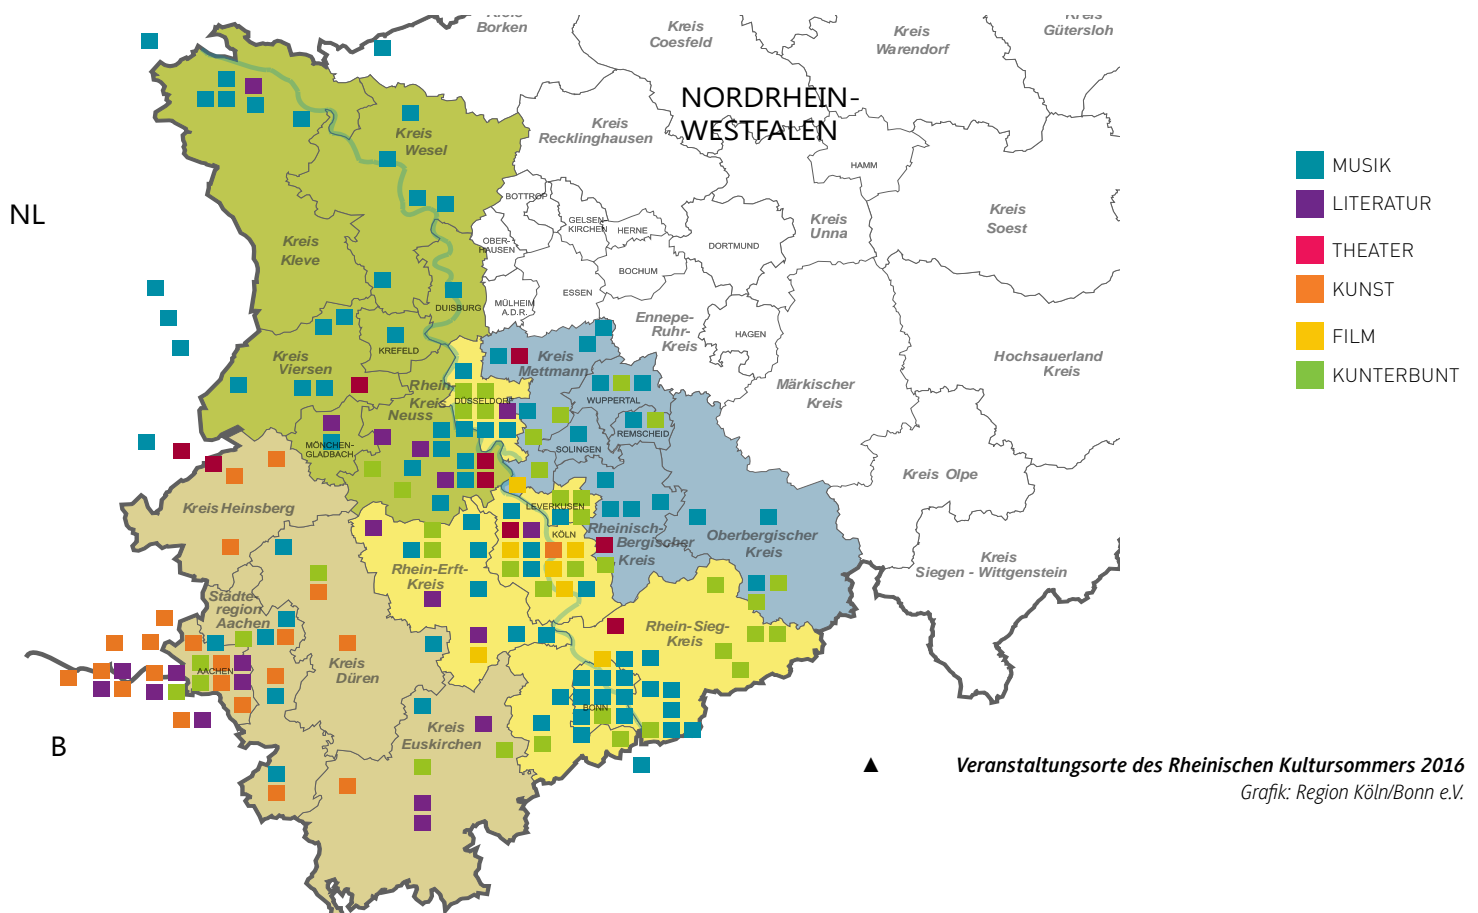 Kreis
Borken
Kreis
Coesfeld
Kreis
Warendorf
Kreis
Gütersloh
NORDRHEIN-
WESTFALEN
Kreis
Wesel
Kreis
Recklinghausen
HAMM
MUSIK
LITERATUR
THEATER
KUNST
FILM
KUNTERBUNT
NL
BOTTROP
GELSEN-
KIRCHEN
HERNE
OBER-
HAUSEN
DORTMUND
Kreis
Unna
Kreis
Soest
Kreis
Kleve
BOCHUM
ESSEN
DUISBURG
MÜLHEIM
A.D.R.
Ennepe-
Ruhr-
Kreis
HAGEN
KREFELD
Kreis
Viersen
Kreis
Mettmann
Hochsauerland
Kreis
Märkischer
Kreis
Rhein-
Kreis
Neuss
DÜSSELDORF
WUPPERTAL
REMSCHEID
MÖNCHEN-
GLADBACH
SOLINGEN
Kreis Olpe
Kreis Heinsberg
LEVERKUSEN
KÖLN
Rheinisch-
Bergischer
Kreis
Oberbergischer
Kreis
Kreis
Siegen - Wittgenstein
Rhein-Erft-
Kreis
Städte-
region
Aachen
Rhein-Sieg-
Kreis
AACHEN
Kreis
Düren
BONN
Kreis
Euskirchen
B
▲ Veranstaltungsorte des Rheinischen Kultursommers 2016
Grafik: Region Köln/Bonn e.V.